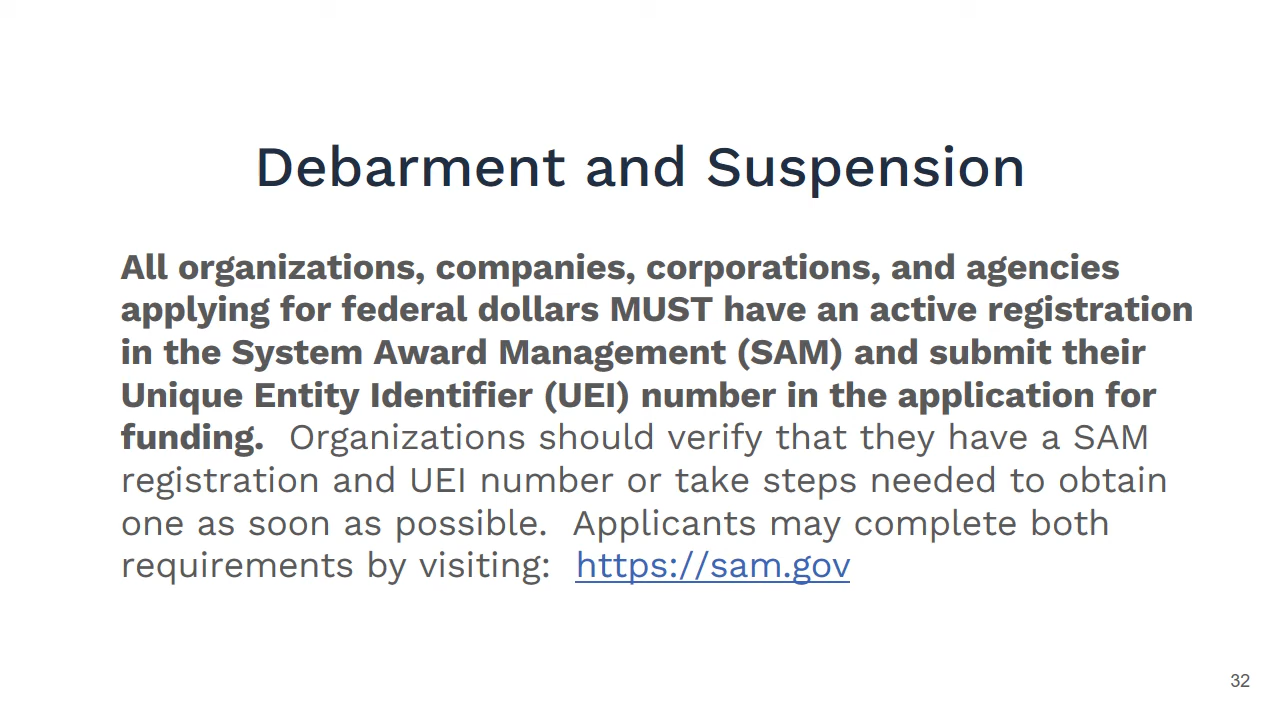 Debarment and Suspension
All organizations, companies, corporations, and agencies
applying for federal dollars MUST have an active registration
in the System Award Management (SAM) and submit their
Unique Entity Identifier (UEI) number in the application for
funding.  Organizations should verify that they have a SAM
registration and UEI number or take steps needed to obtain
one as soon as possible.  Applicants may complete both
requirements by visiting:  https://sam.gov
32